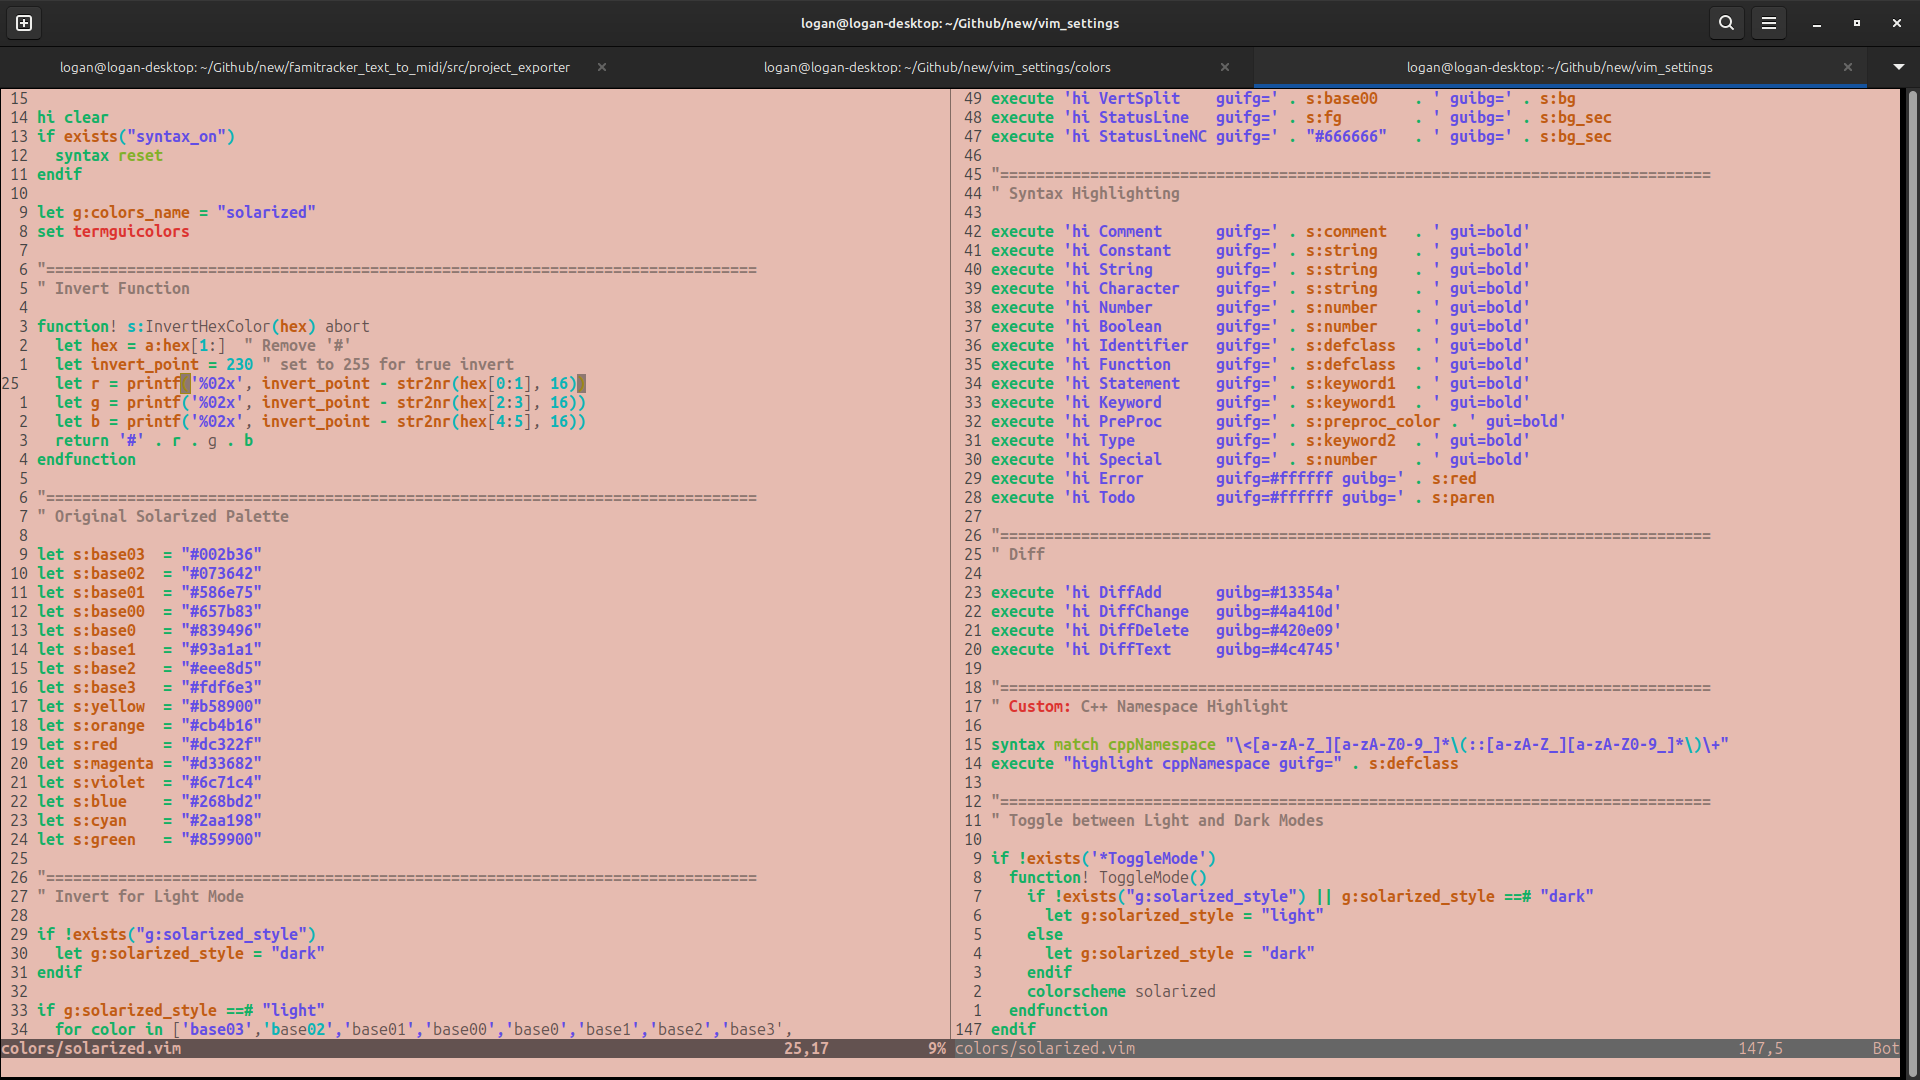 logan@logan-desktop: ~/Github/new/vim_settings
logan@logan-desktop: ~/Github/new/famitracker_text_to_midi/src/project_exporter
logan@logan-desktop: ~/Github/new/vim_settings/colors
logan@logan-desktop: ~/Github/new/vim_settings
15
14 hi clear
13 if exists("syntax_on")
12   syntax reset
11 endif
10
9 let g:colors_name = "solarized"
8 set termguicolors
7
6 "===============================================================================
5 " Invert Function
4
3 function! s:InvertHexColor(hex) abort
2   let hex = a:hex[1:]  " Remove '#'
1   let invert_point = 230 " set to 255 for true invert
25   let r = printf('%02x', invert_point - str2nr(hex[0:1], 16))
1   let g = printf('%02x', invert_point - str2nr(hex[2:3], 16))
2   let b = printf('%02x', invert_point - str2nr(hex[4:5], 16))
3   return '#' . r . g . b
4 endfunction
5
6 "===============================================================================
7 " Original Solarized Palette
8
9 let s:base03  = "#002b36"
10 let s:base02  = "#073642"
11 let s:base01  = "#586e75"
12 let s:base00  = "#657b83"
13 let s:base0   = "#839496"
14 let s:base1   = "#93a1a1"
15 let s:base2   = "#eee8d5"
16 let s:base3   = "#fdf6e3"
17 let s:yellow  = "#b58900"
18 let s:orange  = "#cb4b16"
19 let s:red     = "#dc322f"
20 let s:magenta = "#d33682"
21 let s:violet  = "#6c71c4"
22 let s:blue    = "#268bd2"
23 let s:cyan    = "#2aa198"
24 let s:green   = "#859900"
25
26 "===============================================================================
27 " Invert for Light Mode
28
29 if !exists("g:solarized_style")
30   let g:solarized_style = "dark"
31 endif
32
33 if g:solarized_style ==# "light"
34   for color in ['base03','base02','base01','base00','base0','base1','base2','base3',
colors/solarized.vim 25,17 9%
49 execute 'hi VertSplit    guifg=' . s:base00    . ' guibg=' . s:bg
48 execute 'hi StatusLine   guifg=' . s:fg        . ' guibg=' . s:bg_sec
47 execute 'hi StatusLineNC guifg=' . "#666666"   . ' guibg=' . s:bg_sec
46
45 "===============================================================================
44 " Syntax Highlighting
43
42 execute 'hi Comment      guifg=' . s:comment   . ' gui=bold'
41 execute 'hi Constant     guifg=' . s:string    . ' gui=bold'
40 execute 'hi String       guifg=' . s:string    . ' gui=bold'
39 execute 'hi Character    guifg=' . s:string    . ' gui=bold'
38 execute 'hi Number       guifg=' . s:number    . ' gui=bold'
37 execute 'hi Boolean      guifg=' . s:number    . ' gui=bold'
36 execute 'hi Identifier   guifg=' . s:defclass  . ' gui=bold'
35 execute 'hi Function     guifg=' . s:defclass  . ' gui=bold'
34 execute 'hi Statement    guifg=' . s:keyword1  . ' gui=bold'
33 execute 'hi Keyword      guifg=' . s:keyword1  . ' gui=bold'
32 execute 'hi PreProc      guifg=' . s:preproc_color . ' gui=bold'
31 execute 'hi Type         guifg=' . s:keyword2  . ' gui=bold'
30 execute 'hi Special      guifg=' . s:number    . ' gui=bold'
29 execute 'hi Error        guifg=#ffffff guibg=' . s:red
28 execute 'hi Todo         guifg=#ffffff guibg=' . s:paren
27
26 "===============================================================================
25 " Diff
24
23 execute 'hi DiffAdd      guibg=#13354a'
22 execute 'hi DiffChange   guibg=#4a410d'
21 execute 'hi DiffDelete   guibg=#420e09'
20 execute 'hi DiffText     guibg=#4c4745'
19
18 "===============================================================================
17 " Custom: C++ Namespace Highlight
16
15 syntax match cppNamespace "\<[a-zA-Z_][a-zA-Z0-9_]*\(::[a-zA-Z_][a-zA-Z0-9_]*\)\+"
14 execute "highlight cppNamespace guifg=" . s:defclass
13
12 "===============================================================================
11 " Toggle between Light and Dark Modes
10
9 if !exists('*ToggleMode')
8   function! ToggleMode()
7     if !exists("g:solarized_style") || g:solarized_style ==# "dark"
6       let g:solarized_style = "light"
5     else
4       let g:solarized_style = "dark"
3     endif
2     colorscheme solarized
1   endfunction
147 endif
colors/solarized.vim 147,5 Bot